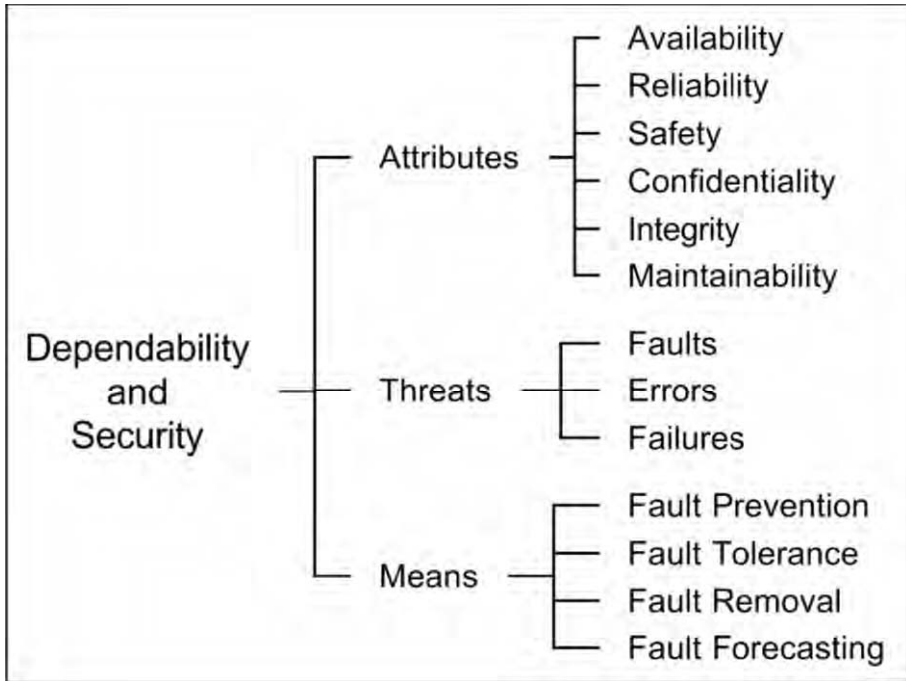 Dependability
and
Security
Attributes
Availability
Reliability
Safety
Confidentiality
Integrity
Maintainability
Threats
Faults
Errors
Failures
Means
Fault Prevention
Fault Tolerance
Fault Removal
Fault Forecasting